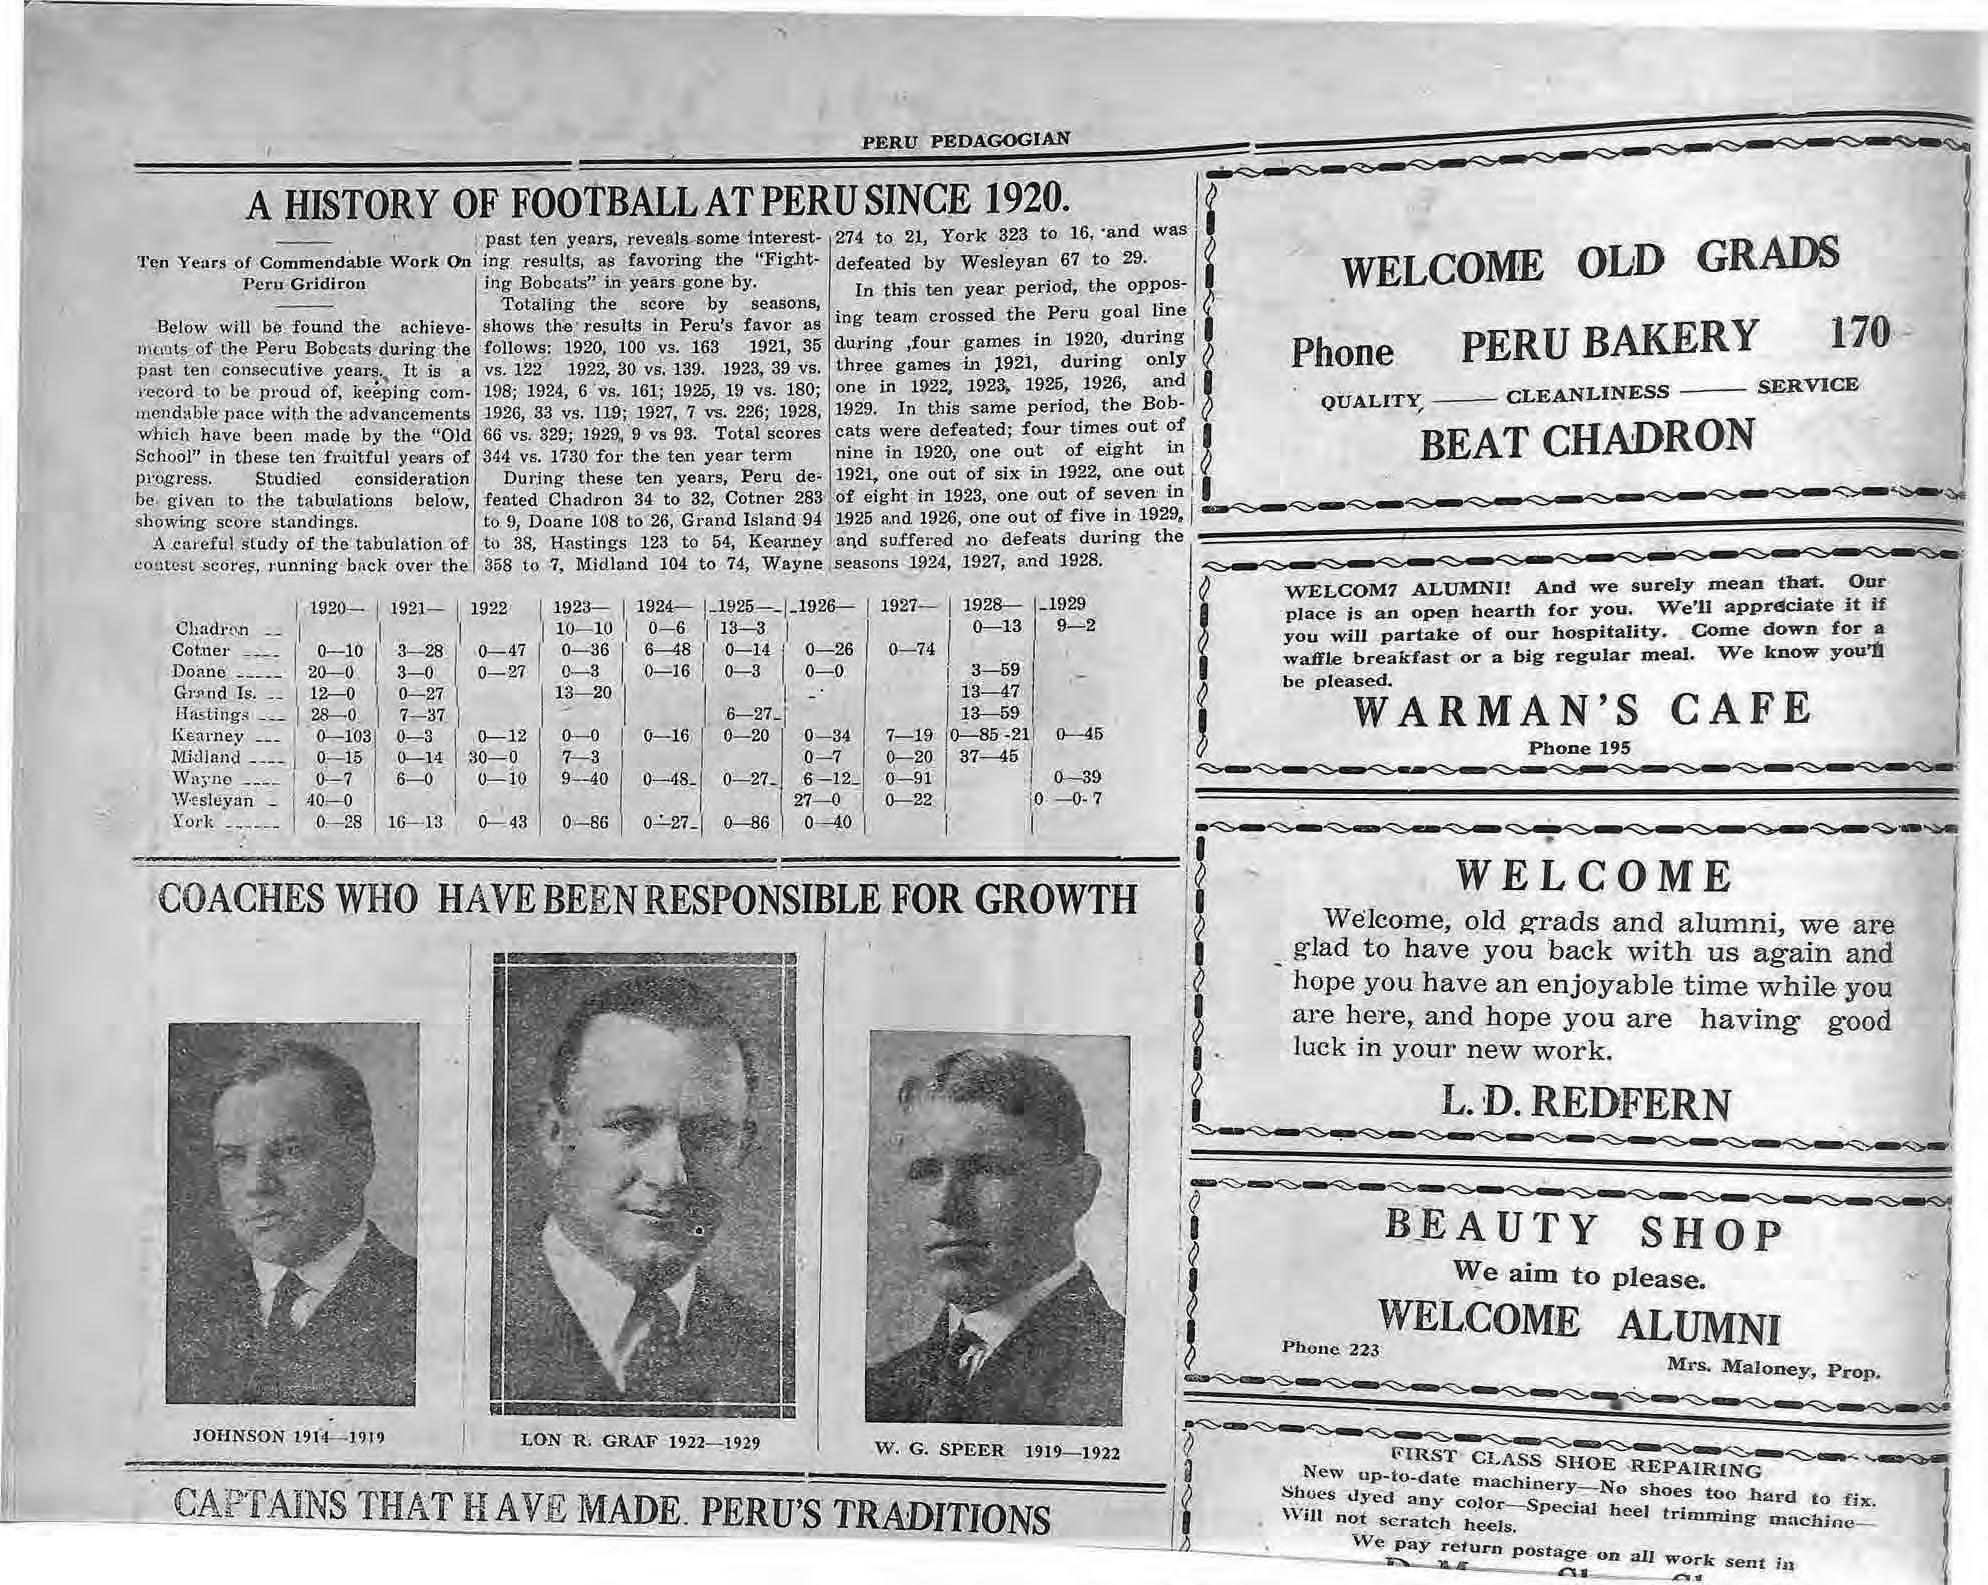 PERU PEDAGOGIAN
A HISTORY OF FOOTBALL AT PERU SINCE 1920.
Ten Years of Commendable Work On
Peru Gridiron
Below will be found the achieve-
ments of the Peru Bobcats during the
past ten consecutive years. It is a
record to be proud of, keeping com-
mendable pace with the advancements
which have been made by the "Old
School" in these ten fruitful years of
progress. Studied consideration
be given to the tabulations below,
showing score standings.
A careful study of the tabulation of
contest scores, running back over the
past ten years, reveals some interest-
ing results, as favoring the "Fight-
ing Bobcats" in years gone by.
Totaling the score by seasons,
shows the results in Peru's favor as
follows: 1920, 100 vs. 163 1921, 35
vs. 122 1922, 30 vs. 139. 1923, 39 vs.
198; 1924, 6 vs. 161; 1925, 19 vs. 180;
1926, 33 vs. 119; 1927, 7 vs. 226; 1928,
66 vs. 329; 1929, 9 vs 93. Total scores
344 vs. 1730 for the ten year term
During these ten years, Peru de-
feated Chadron 34 to 32, Cotner 283
to 9, Doane 108 to 26, Grand Island 94
to 38, Hastings 123 to 54, Kearney
358 to 7, Midland 104 to 74, Wayne
274 to 21, York 323 to 16, and was
defeated by Wesleyan 67 to 29.
In this ten year period, the oppos-
ing team crossed the Peru goal line
during ,four games in 1920, during
three games in 1921, during only
one in 1922, 1923, 1925, 1926, and
1929. In this same period, the Bob-
cats were defeated; four times out of
nine in 1920, one out of eight in
1921, one out of six in 1922, one out
of eight in 1923, one out of seven in
1925 and 1926, one out of five in 1929,
and suffered no defeats during the
seasons 1924, 1927, and 1928.
1920— 1921— 1922 1923— 1924— 1925— 1926— 1927— 1928— 1929
Chadron 10—10 0—6 13—3 0—13 9—2
Cotner 0—10 3—28 0—47 0—36 6—48 0—14 0—26 0—74
Doane 20—0 3—0 0—27 0—3 0—16 0—3 0—0 3—59
Grand Is. 12—0 0—27 13—20 13—47
Hastings 28—0 7—37 6—27 13—59
Kearney 0—103 0—3 0—12 0—0 0—16 0—20 0—34 7—19 0—85 -21 0—45
Midland 0—15 0—14 30—0 7—3 0—7 0—20 37—45
Wayne 0—7 6—0 0—10 9—40 0—48 0—27 6—12 0—91 0—39
Wesleyan 40—0 27—0 0—22 0 —0- 7
York 0—28 16—13 0—43 0—86 0—27 0—86 0—40
COACHES WHO HAVE BEEN RESPONSIBLE FOR GROWTH
JOHNSON 1914—1919
LON R. GRAF 1922—1929
W. G. SPEER 1919—1922
CAPTAINS THAT HAVE MADE. PERU'S TRADITIONS
WELCOME OLD GRADS
Phone PERU BAKERY 170
QUALITY, —— CLEANLINESS —— SERVICE
BEAT CHADRON
WELCOM7 ALUMNI! And we surely mean that. Our
place is an open hearth for you. We'll apprdciate it if
you will partake of our hospitality. Come down for a
waffle breakfast or a big regular meal. We know you'll
be pleased.
WARMAN'S CAFE
Phone 195
WELCOME
Welcome, old grads and alumni, we are
glad to have you back with us again and
hope you have an enjoyable time while you
are here, and hope you are having good
luck in your new work.
L. D. REDFERN
BEAUTY SHOP
We aim to please.
WELCOME ALUMNI
Phone 223
Mrs. Maloney, Prop.
FIRST CLASS SHOE REPAIRING
New up-to-date machinery—No shoes too hard to fix.
Shoes dyed any color—Special heel trimming machine—
Will not scratch heels.
We pay return postage on all work sent in